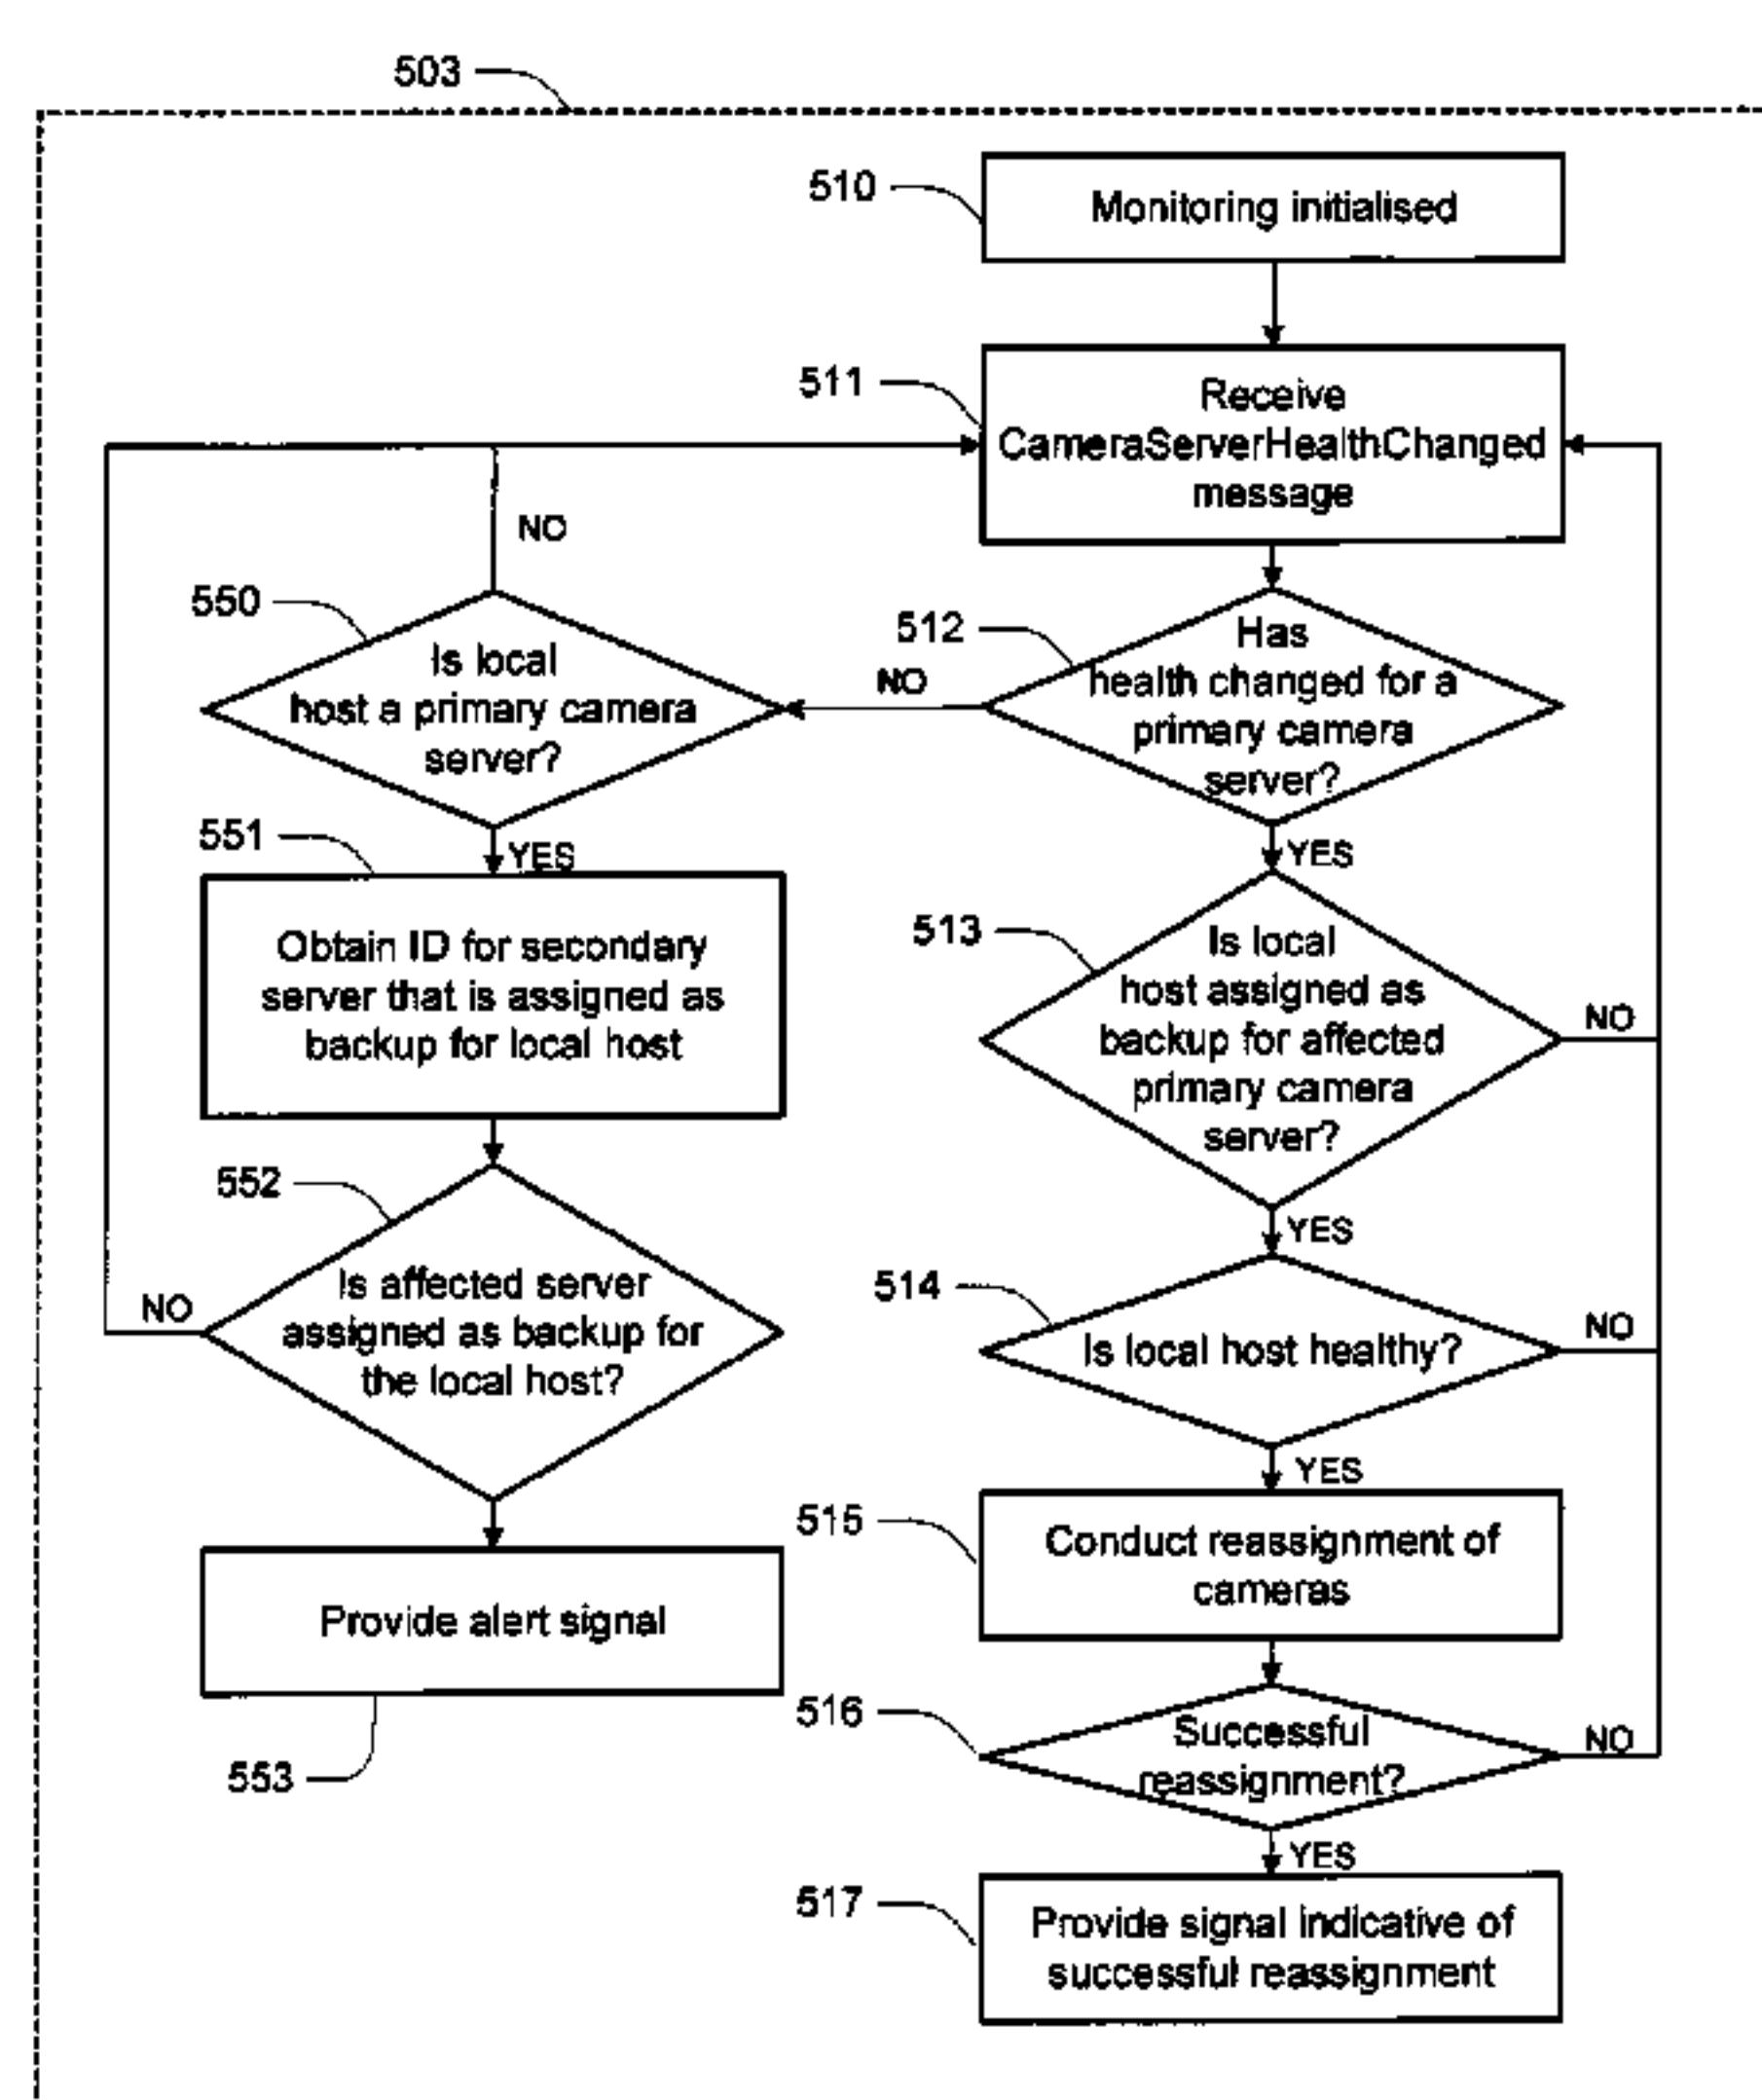 503
510
Monitoring initialised
511
Receive
CameraServerHealthChanged
message
NO
550
Is local
host a primary camera
server?
512
Has
health changed for a
primary camera
server?
NO
YES
YES
551
Obtain ID for secondary
server that is assigned as
backup for local host
513
Is local
host assigned as
backup for affected
primary camera
server?
NO
YES
552
Is affected server
assigned as backup for
the local host?
NO
514
Is local host healthy?
NO
YES
515
Conduct reassignment of
cameras
553
Provide alert signal
516
Successful
reassignment?
NO
YES
517
Provide signal indicative of
successful reassignment